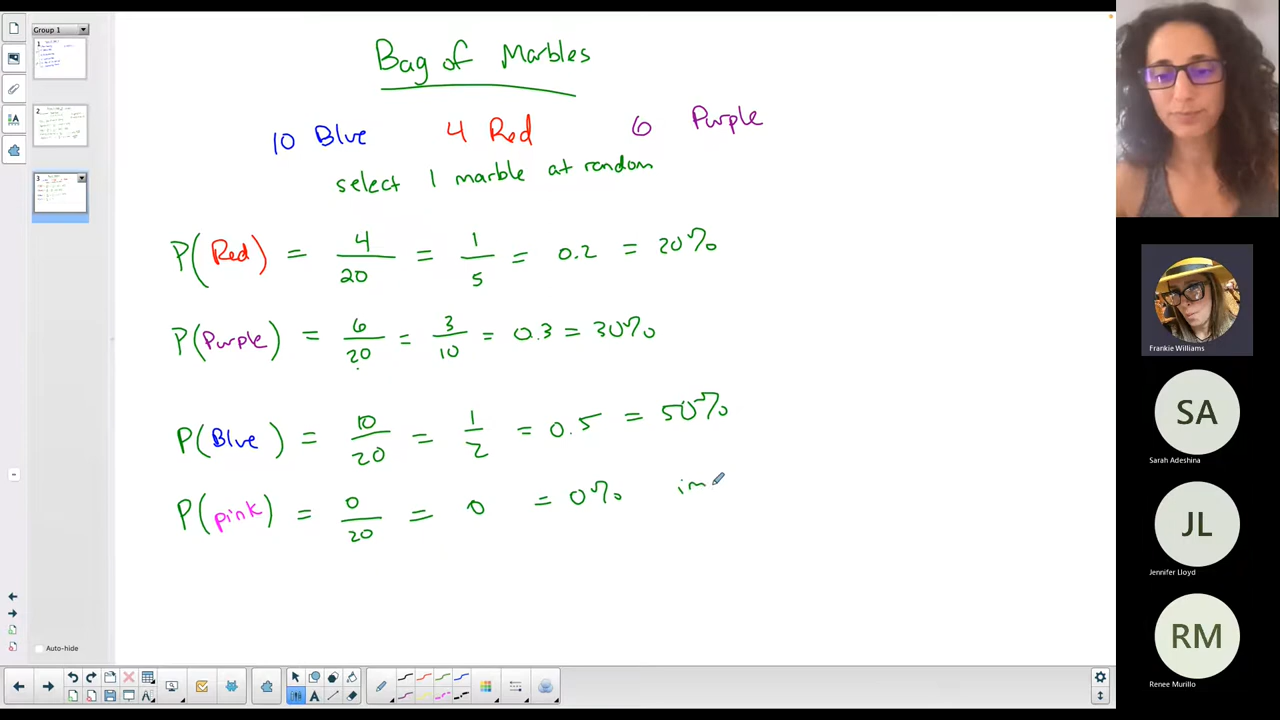 Group 1
1
2
3
Auto-hide
Bag of Marbles
10 Blue 4 Red 6 Purple
select 1 marble at random
P(Red) = 4/20 = 1/5 = 0.2 = 20%
P(Purple) = 6/20 = 3/10 = 0.3 = 30%
P(Blue) = 10/20 = 1/2 = 0.5 = 50%
P(pink) = 0/20 = 0 = 0% im
Frankie Williams
SA
Sarah Adeshina
JL
Jennifer Lloyd
RM
Renee Murillo